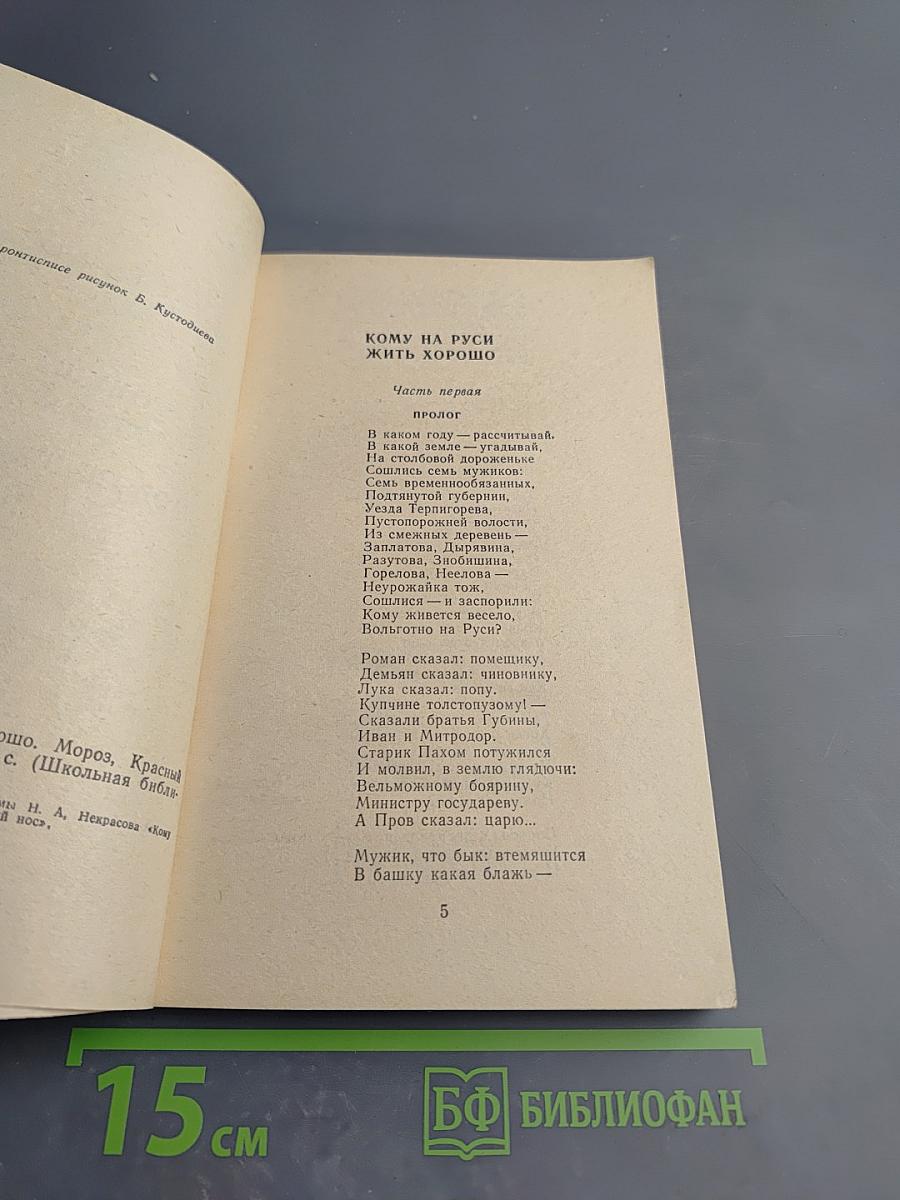 ронтисписе рисунок Б. Кустодиева
ошо. Мороз, Красный
с. (Школьная библи-
мы Н. А. Некрасова «Кому
й нос»,
КОМУ НА РУСИ
ЖИТЬ ХОРОШО
Часть первая
ПРОЛОГ
В каком году — рассчитывай,
В какой земле — угадывай,
На столбовой дороженьке
Сошлись семь мужиков:
Семь временнообязанных,
Подтянутой губернии,
Уезда Терпигорева,
Пустопорожней волости,
Из смежных деревень —
Заплатова, Дырявина,
Разутова, Знобишина,
Горелова, Неелова —
Неурожайка тож,
Сошлися — и заспорили:
Кому живется весело,
Вольготно на Руси?
Роман сказал: помещику,
Демьян сказал: чиновнику,
Лука сказал: попу.
Купчине толстопузому! —
Сказали братья Губины,
Иван и Митродор.
Старик Пахом потужился
И молвил, в землю глядючи:
Вельможному боярину,
Министру государеву.
А Пров сказал: царю...
Мужик, что бык: втемяшится
В башку какая блажь —
5
15 см
БФ БИБЛИОФАН